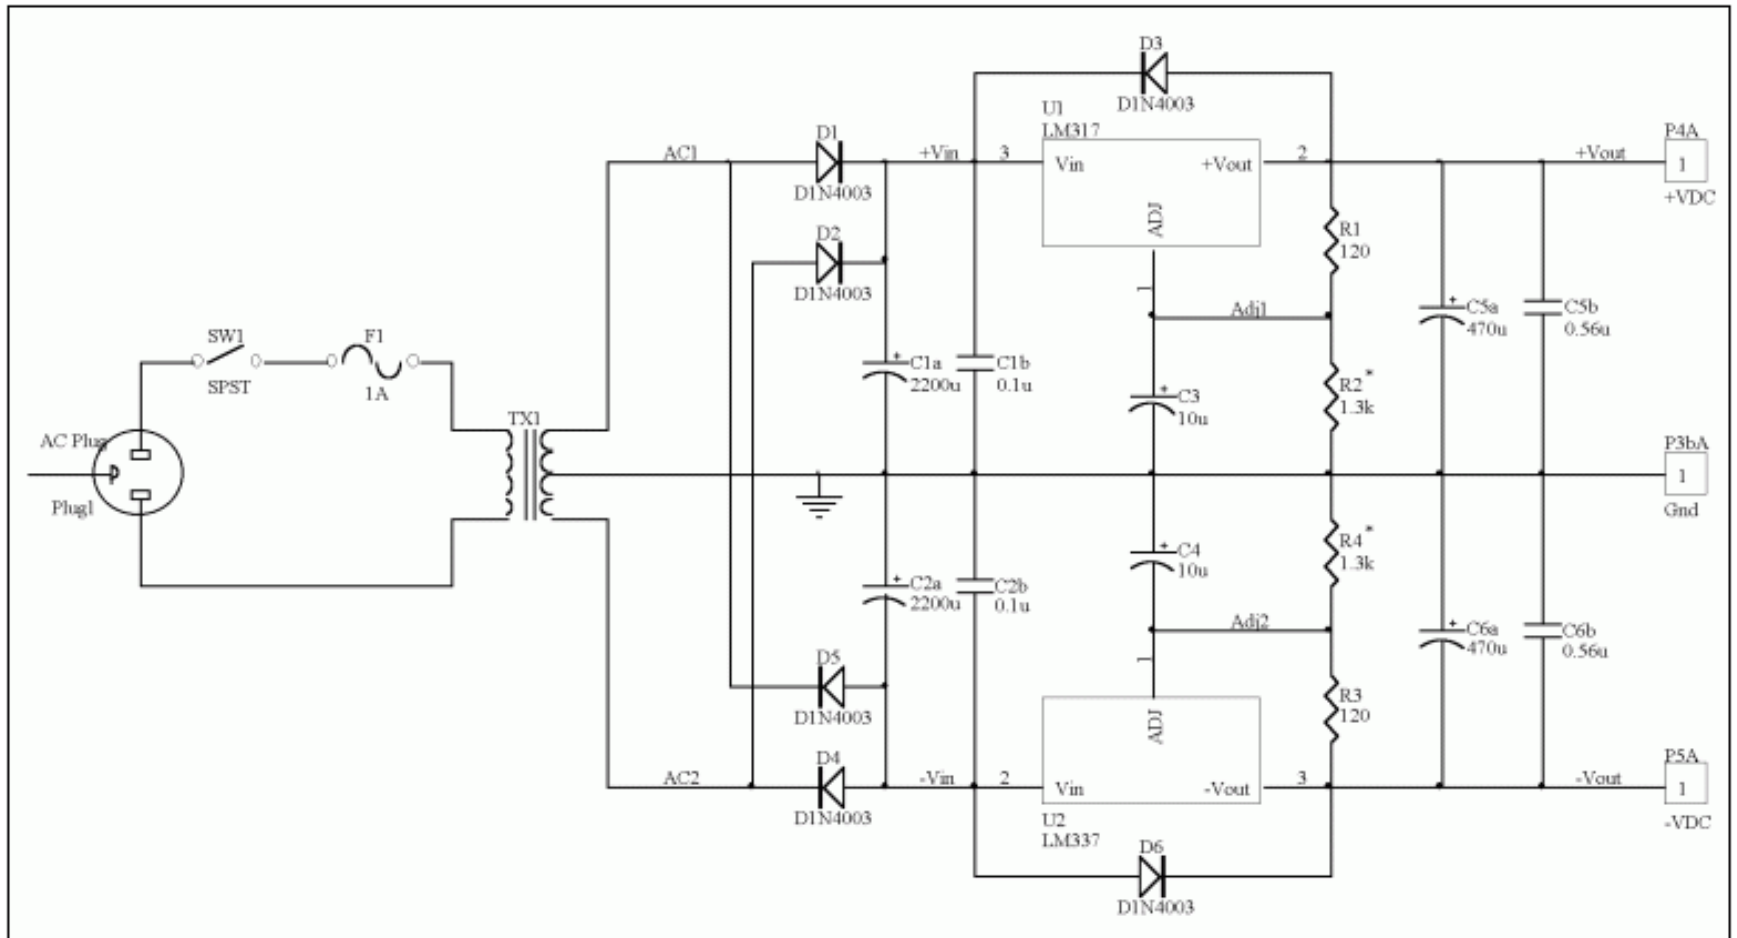 D3
D1N4003
U1
LM317
Vin
+Vout
ADJ
1
3
2
AC1
D1
D1N4003
+Vin
+Vout
P4A
1
+VDC
D2
D1N4003
R1
120
Adj1
C5a
470u
C5b
0.56u
SW1
SPST
F1
1A
C1a
2200u
C1b
0.1u
C3
10u
R2*
1.3k
TX1
AC Plug
Plug1
P3bA
1
Gnd
C4
10u
R4*
1.3k
C2a
2200u
C2b
0.1u
Adj2
C6a
470u
C6b
0.56u
D5
D1N4003
1
ADJ
R3
120
AC2
D4
D1N4003
-Vin
2
Vin
-Vout
3
-Vout
P5A
1
-VDC
U2
LM337
D6
D1N4003